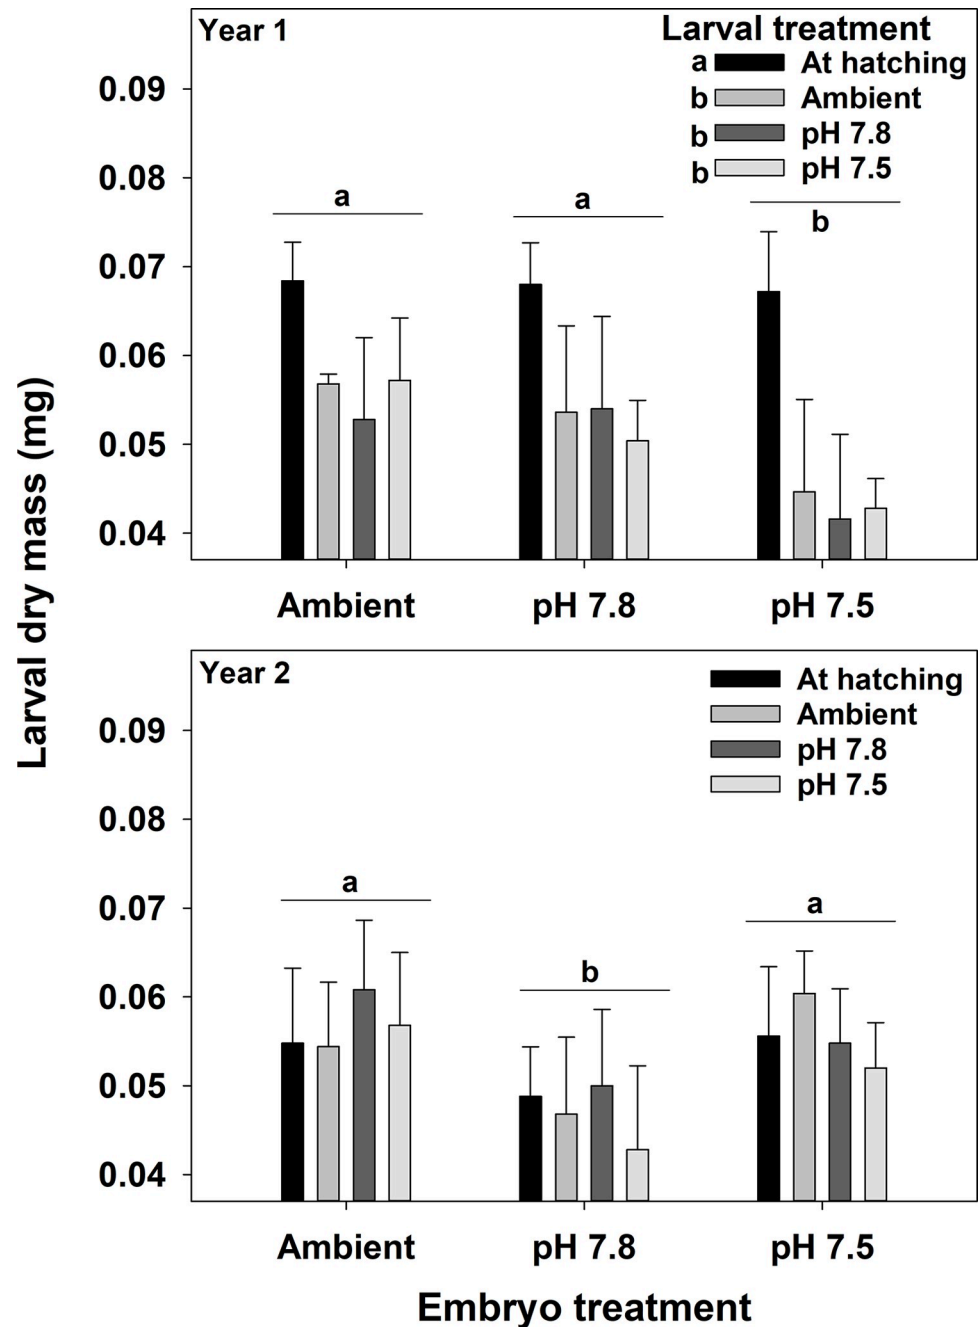 Year 1
Larval treatment
a At hatching
b Ambient
b pH 7.8
b pH 7.5
0.09
0.08
0.07
0.06
0.05
0.04
a
a
b
Ambient
pH 7.8
pH 7.5
Larval dry mass (mg)
Year 2
At hatching
Ambient
pH 7.8
pH 7.5
0.09
0.08
0.07
0.06
0.05
0.04
a
b
a
Ambient
pH 7.8
pH 7.5
Embryo treatment